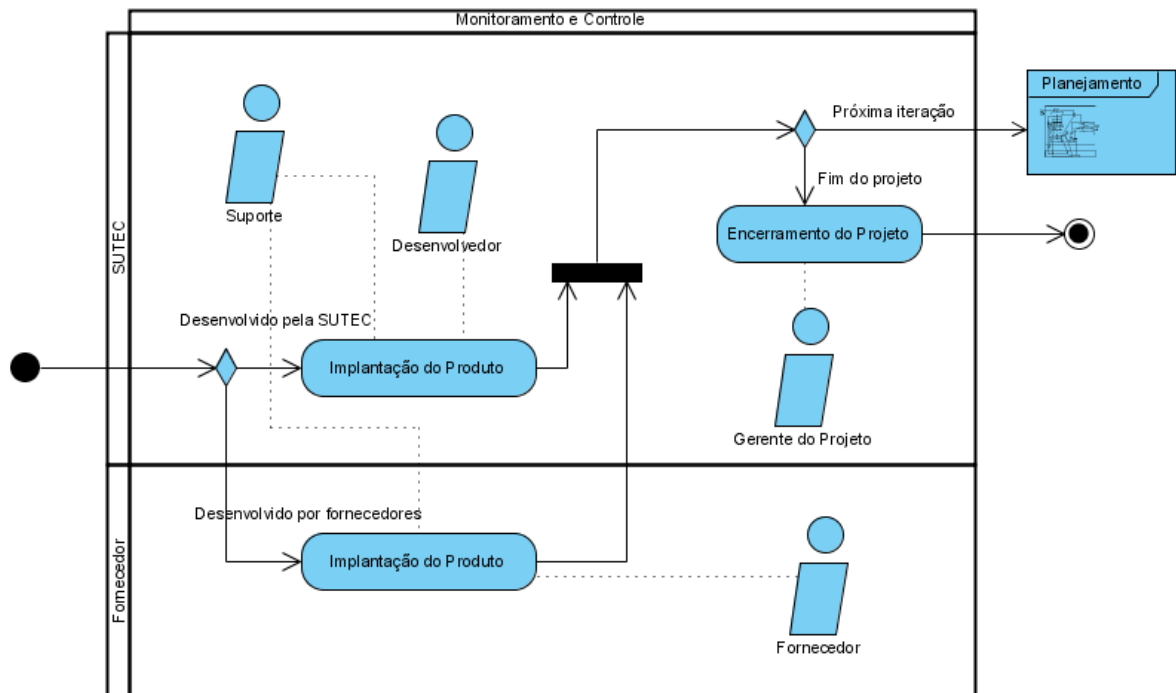 Monitoramento e Controle
Planejamento
Próxima iteração
Fim do projeto
Suporte
Desenvolvedor
Encerramento do Projeto
SUTEC
Desenvolvido pela SUTEC
Implantação do Produto
Gerente do Projeto
Desenvolvido por fornecedores
Implantação do Produto
Fornecedor
Fornecedor